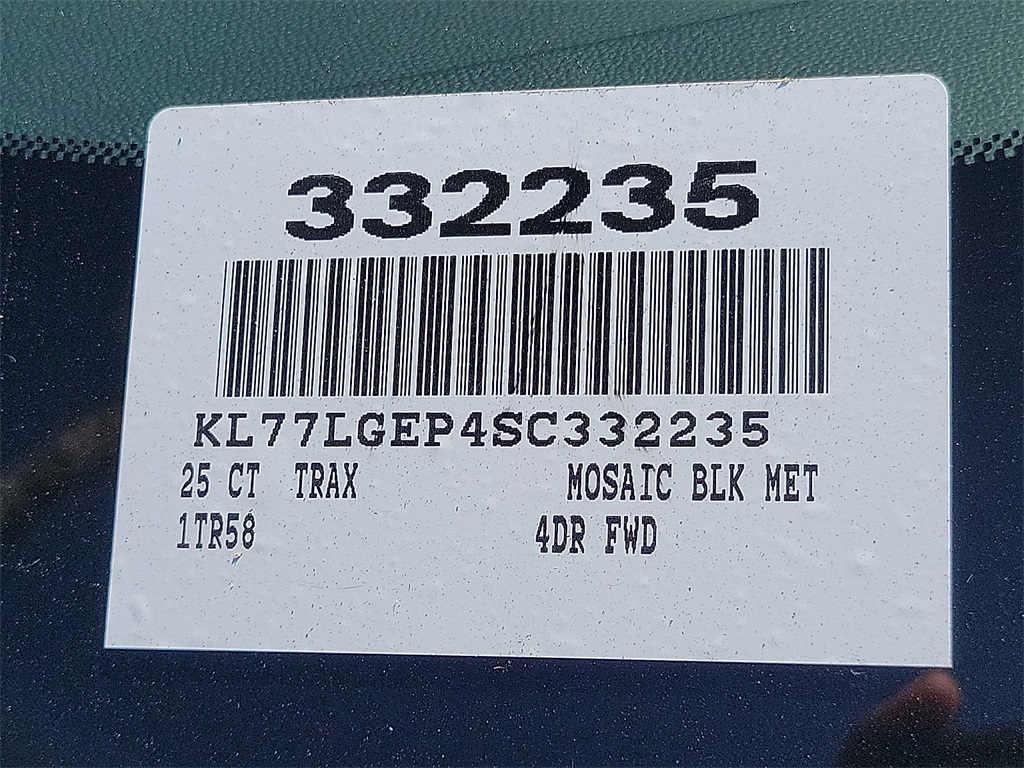 332235
KL77LGEP4SC332235
25 CT TRAX MOSAIC BLK MET
1TR58 4DR FWD